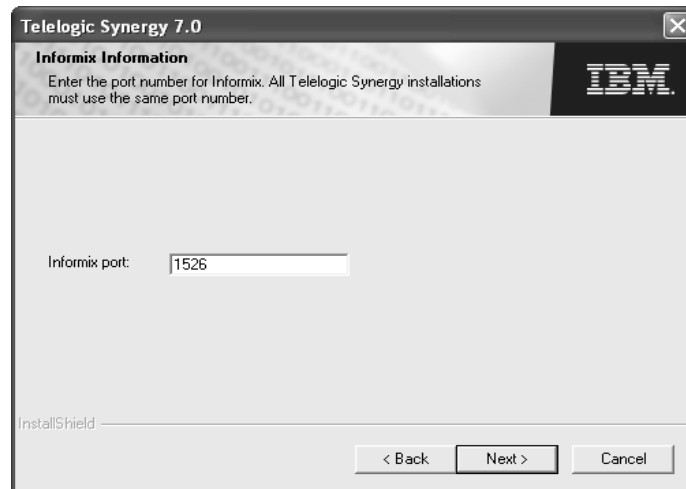 Telelogic Synergy 7.0
Informix Information
Enter the port number for Informix. All Telelogic Synergy installations
must use the same port number.
IBM.
Informix port:
1526
InstallShield
< Back
Next >
Cancel